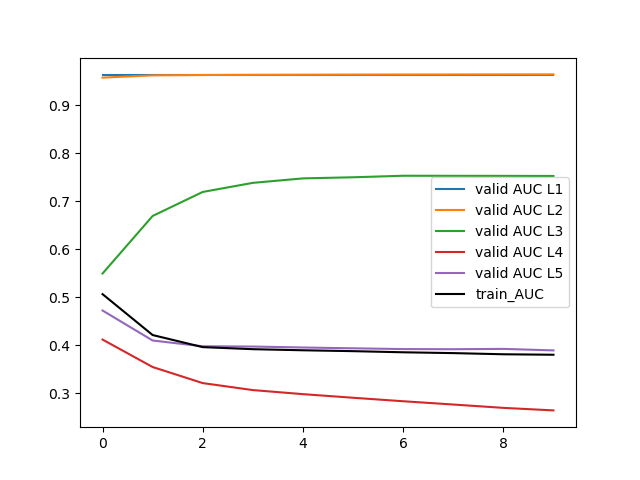 0.9
0.8
0.7
0.6
0.5
0.4
0.3
0 2 4 6 8
valid AUC L1
valid AUC L2
valid AUC L3
valid AUC L4
valid AUC L5
train_AUC